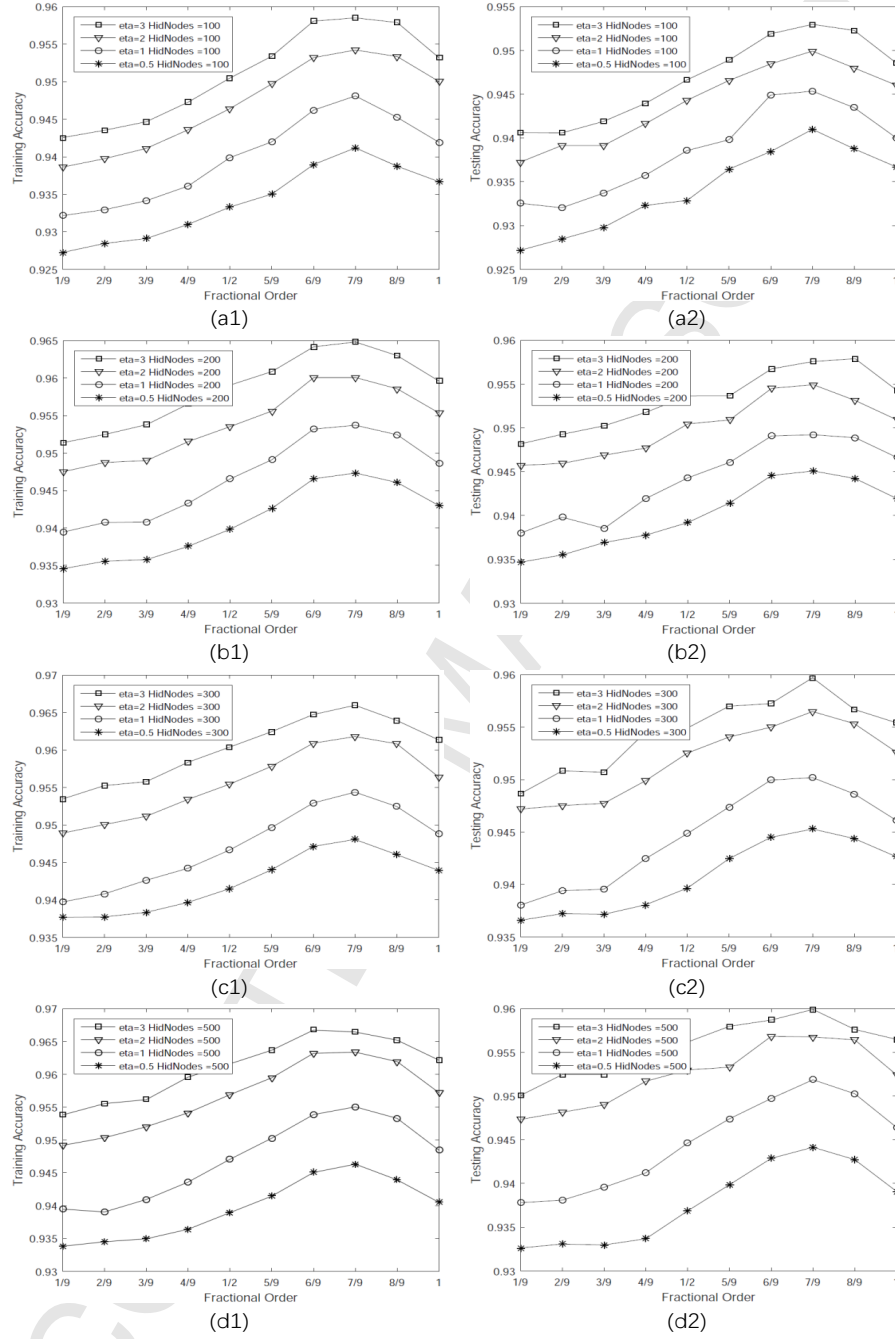 0.96
0.955
0.95
0.945
0.94
0.935
0.93
0.925
Training Accuracy
eta=3 HidNodes =100
eta=2 HidNodes =100
eta=1 HidNodes =100
eta=0.5 HidNodes =100
1/9 2/9 3/9 4/9 1/2 5/9 6/9 7/9 8/9 1
Fractional Order
(a1)
0.95
0.945
0.94
0.935
0.93
0.925
Testing Accuracy
eta=3 HidNodes =100
eta=2 HidNodes =100
eta=1 HidNodes =100
eta=0.5 HidNodes =100
1/9 2/9 3/9 4/9 1/2 5/9 6/9 7/9 8/9
Fractional Order
(a2)
0.965
0.96
0.955
0.95
0.945
0.94
0.935
0.93
Training Accuracy
eta=3 HidNodes =200
eta=2 HidNodes =200
eta=1 HidNodes =200
eta=0.5 HidNodes =200
1/9 2/9 3/9 4/9 1/2 5/9 6/9 7/9 8/9 1
Fractional Order
(b1)
0.96
0.955
0.95
0.945
0.94
0.935
0.93
Testing Accuracy
eta=3 HidNodes =200
eta=2 HidNodes =200
eta=1 HidNodes =200
eta=0.5 HidNodes =200
1/9 2/9 3/9 4/9 1/2 5/9 6/9 7/9 8/9
Fractional Order
(b2)
0.97
0.965
0.96
0.955
0.95
0.945
0.94
0.935
Training Accuracy
eta=3 HidNodes =300
eta=2 HidNodes =300
eta=1 HidNodes =300
eta=0.5 HidNodes =300
1/9 2/9 3/9 4/9 1/2 5/9 6/9 7/9 8/9 1
Fractional Order
(c1)
0.96
0.955
0.95
0.945
0.94
0.935
Testing Accuracy
eta=3 HidNodes =300
eta=2 HidNodes =300
eta=1 HidNodes =300
eta=0.5 HidNodes =300
1/9 2/9 3/9 4/9 1/2 5/9 6/9 7/9 8/9
Fractional Order
(c2)
0.97
0.965
0.96
0.955
0.95
0.945
0.94
0.935
0.93
Training Accuracy
eta=3 HidNodes =500
eta=2 HidNodes =500
eta=1 HidNodes =500
eta=0.5 HidNodes =500
1/9 2/9 3/9 4/9 1/2 5/9 6/9 7/9 8/9 1
Fractional Order
(d1)
0.96
0.955
0.95
0.945
0.94
0.935
0.93
Testing Accuracy
eta=3 HidNodes =500
eta=2 HidNodes =500
eta=1 HidNodes =500
eta=0.5 HidNodes =500
1/9 2/9 3/9 4/9 1/2 5/9 6/9 7/9 8/9
Fractional Order
(d2)